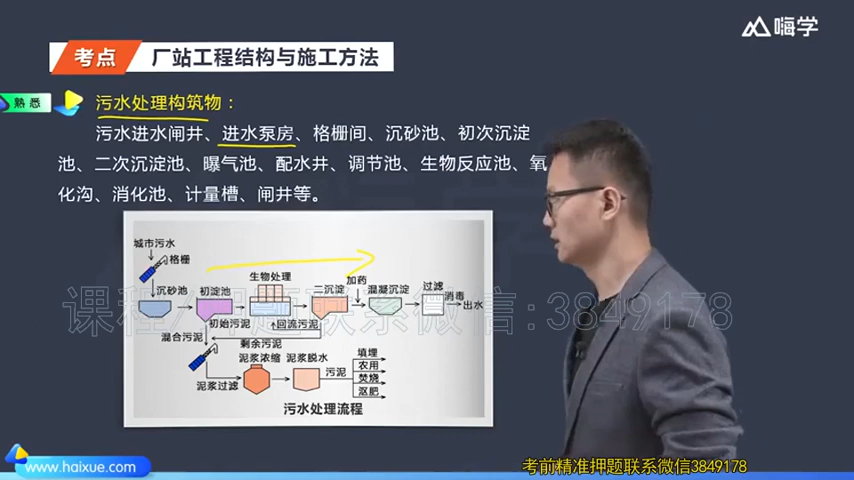 嗨学
考点 厂站工程结构与施工方法
熟悉
污水处理构筑物：
污水进水闸井、进水泵房、格栅间、沉砂池、初次沉淀
池、二次沉淀池、曝气池、配水井、调节池、生物反应池、氧
化沟、消化池、计量槽、闸井等。
城市污水
格栅
沉砂池
初淀池
生物处理
二沉淀
加药
混凝沉淀
过滤
消毒
出水
初始污泥
回流污泥
混合污泥
剩余污泥
泥浆过滤
泥浆浓缩
泥浆脱水
污泥
填埋
农用
焚烧
沤肥
污水处理流程
课程/押题联系微信:3849178
www.haixue.com
考前精准押题联系微信3849178